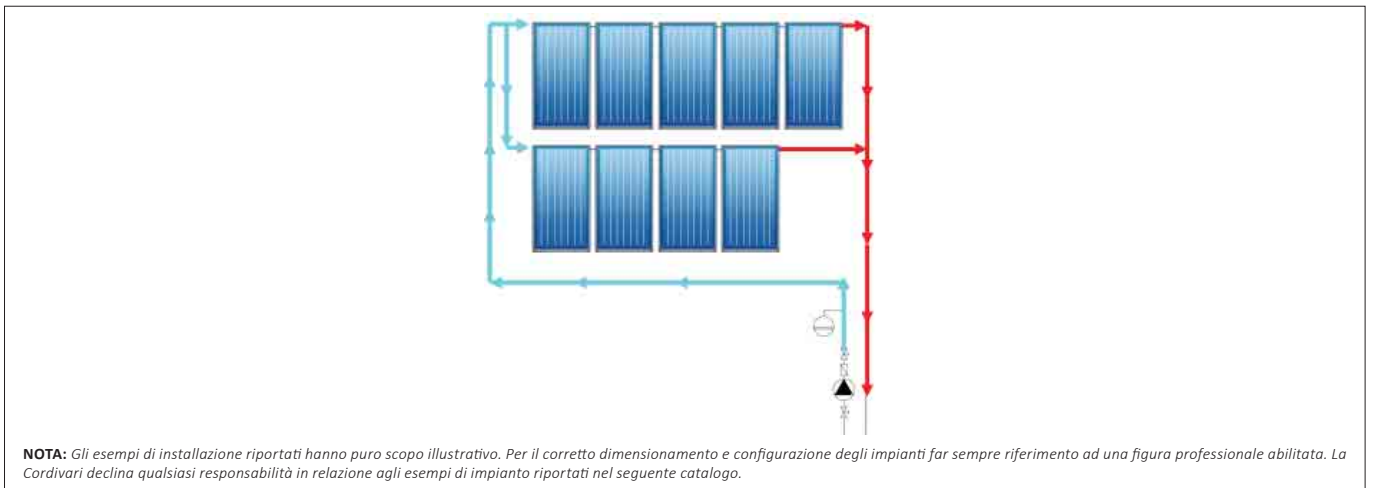 NOTA: Gli esempi di installazione riportati hanno puro scopo illustrativo. Per il corretto dimensionamento e configurazione degli impianti far sempre riferimento ad una figura professionale abilitata. La
Cordivari declina qualsiasi responsabilità in relazione agli esempi di impianto riportati nel seguente catalogo.